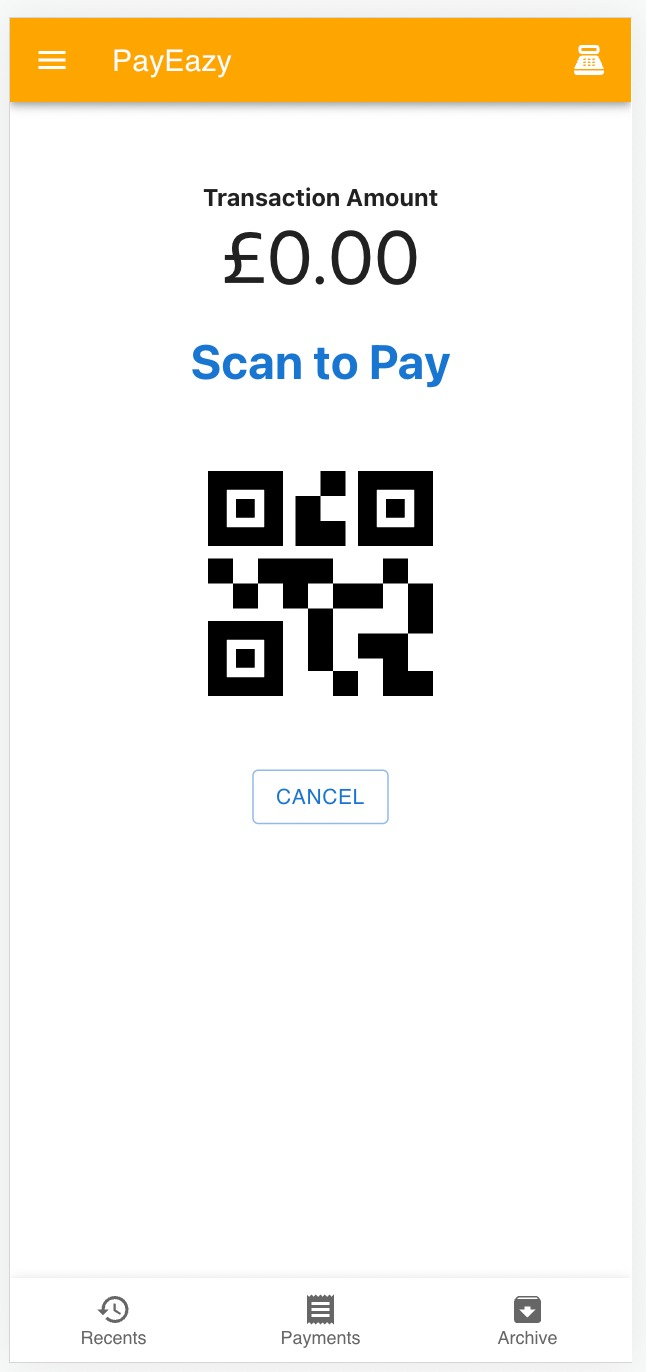 PayEazy
Transaction Amount
£0.00
Scan to Pay
CANCEL
Recents
Payments
Archive